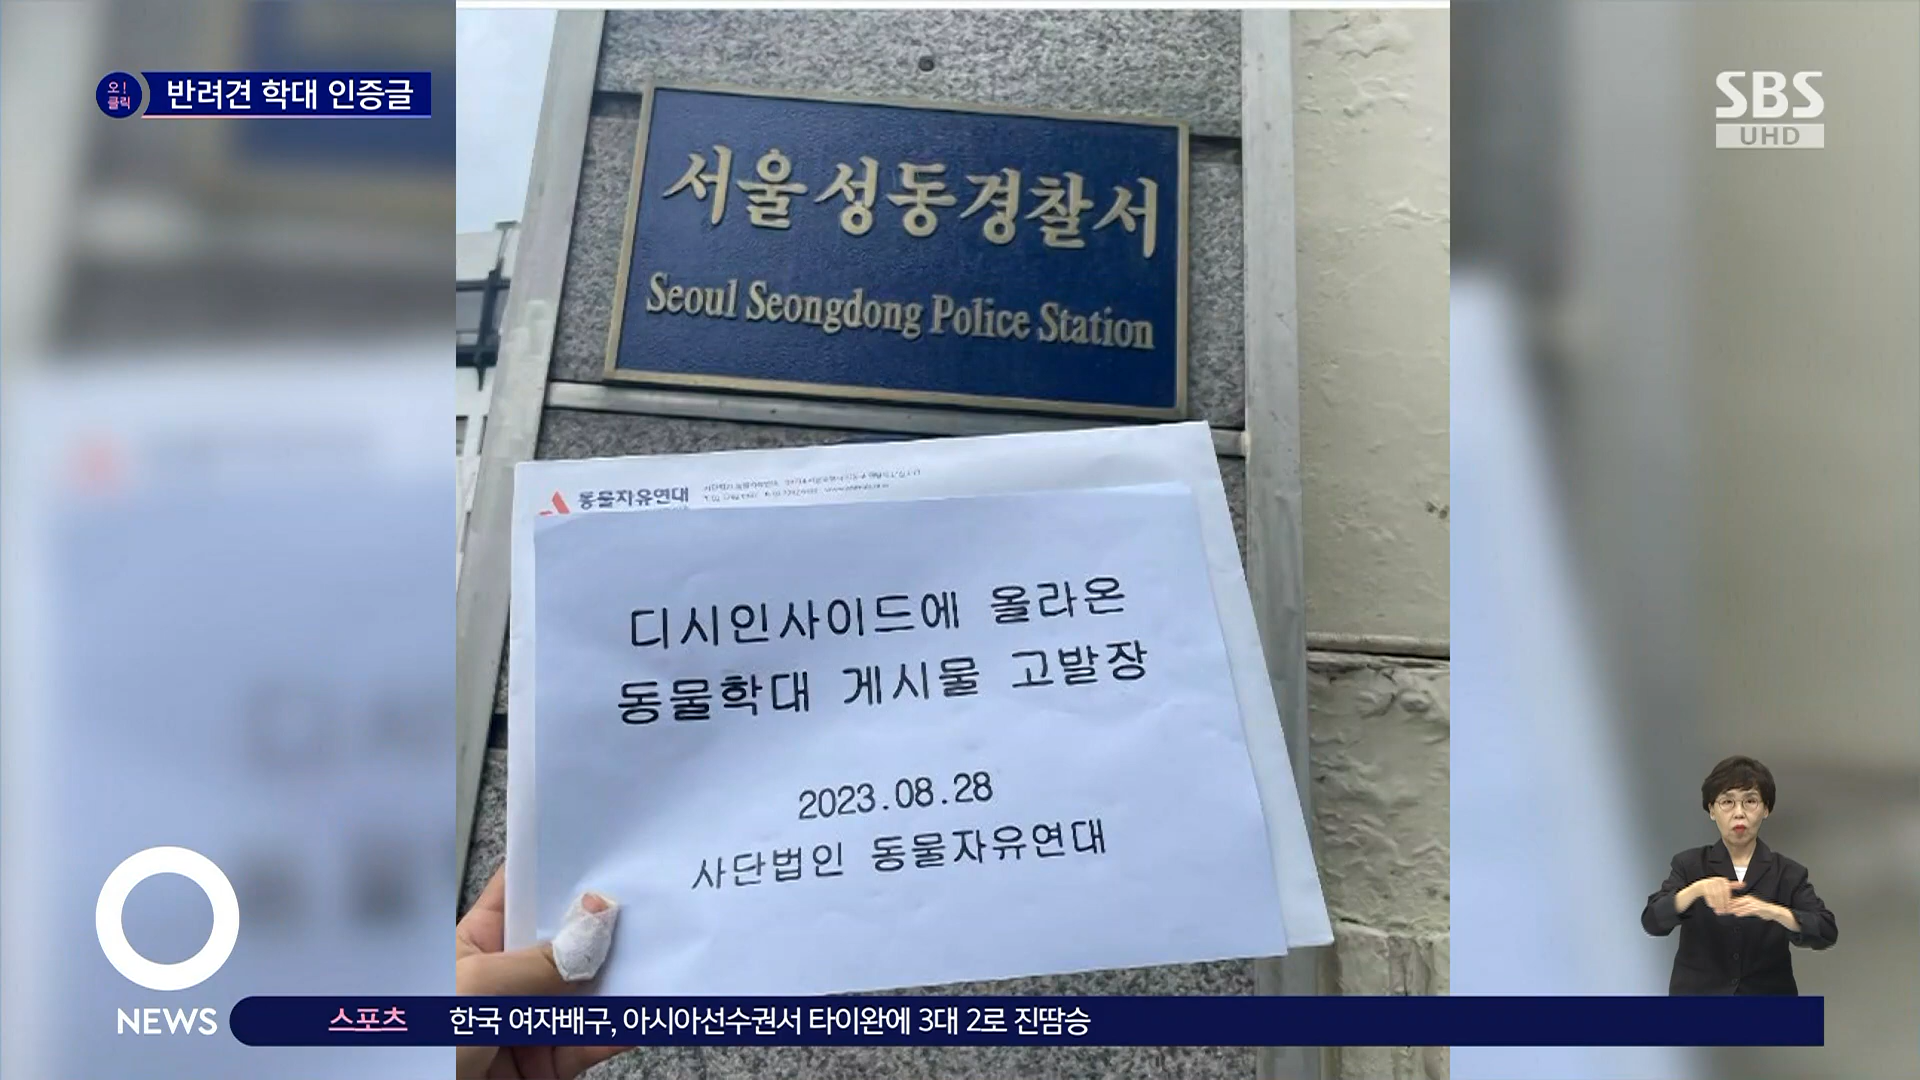 오!
클릭
반려견 학대 인증글
SBS
UHD
서울성동경찰서
Seoul Seongdong Police Station
동물자유연대
디시인사이드에 올라온
동물학대 게시물 고발장
2023.08.28
사단법인 동물자유연대
NEWS
스포츠 한국 여자배구, 아시아선수권서 타이완에 3대 2로 진땀승